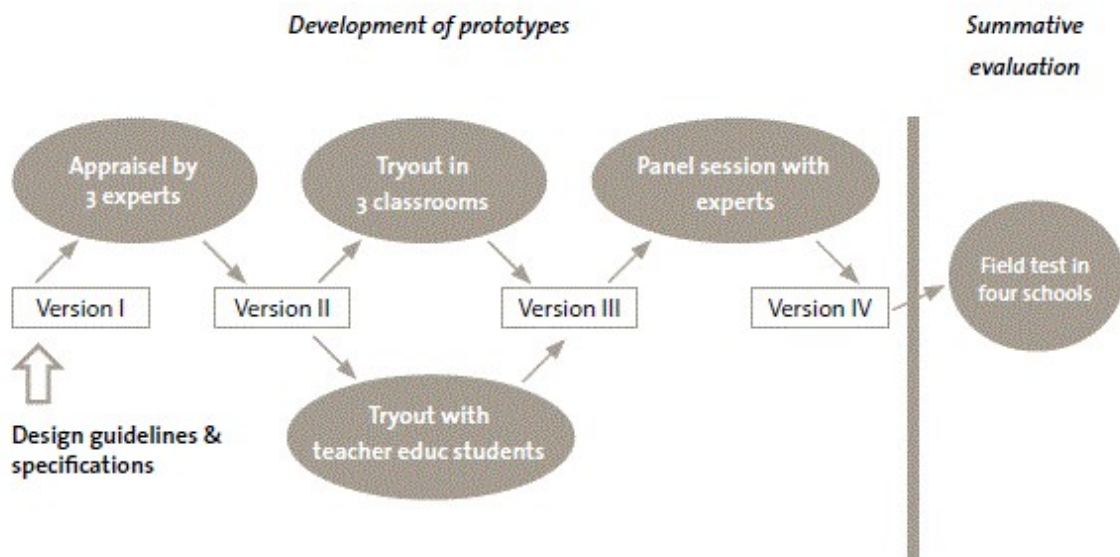 Development of prototypes
Summative
evaluation
Appraisel by
3 experts
Tryout in
3 classrooms
Panel session with
experts
Field test in
four schools
Version I
Version II
Version III
Version IV
Tryout with
teacher educ students
Design guidelines &
specifications